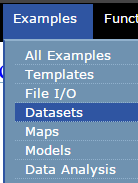 Examples Funct
All Examples
Templates
File I/O
Datasets
Maps
Models
Data Analysis